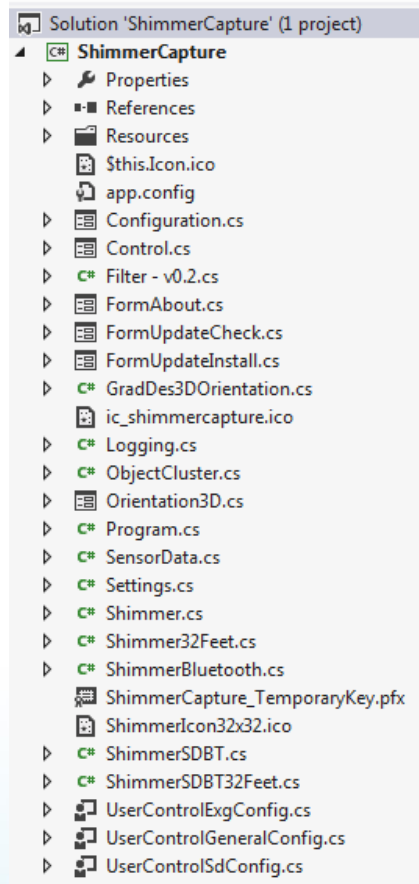 Solution 'ShimmerCapture' (1 project)
C# ShimmerCapture
Properties
References
Resources
$this.Icon.ico
app.config
Configuration.cs
Control.cs
C# Filter - v0.2.cs
FormAbout.cs
FormUpdateCheck.cs
FormUpdateInstall.cs
C# GradDes3DOrientation.cs
ic_shimmercapture.ico
C# Logging.cs
C# ObjectCluster.cs
Orientation3D.cs
C# Program.cs
C# SensorData.cs
C# Settings.cs
C# Shimmer.cs
C# Shimmer32Feet.cs
C# ShimmerBluetooth.cs
ShimmerCapture_TemporaryKey.pfx
ShimmerIcon32x32.ico
C# ShimmerSDBT.cs
C# ShimmerSDBT32Feet.cs
UserControlExgConfig.cs
UserControlGeneralConfig.cs
UserControlSdConfig.cs